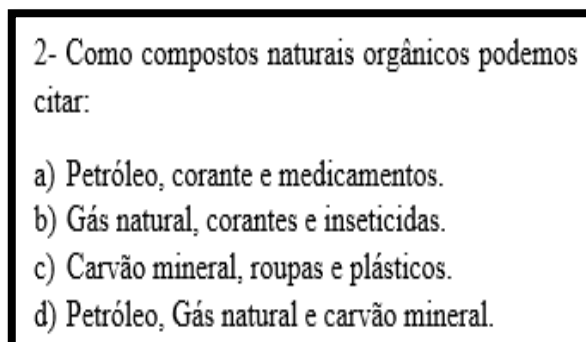 2- Como compostos naturais orgânicos podemos
citar:
a) Petróleo, corante e medicamentos.
b) Gás natural, corantes e inseticidas.
c) Carvão mineral, roupas e plásticos.
d) Petróleo, Gás natural e carvão mineral.